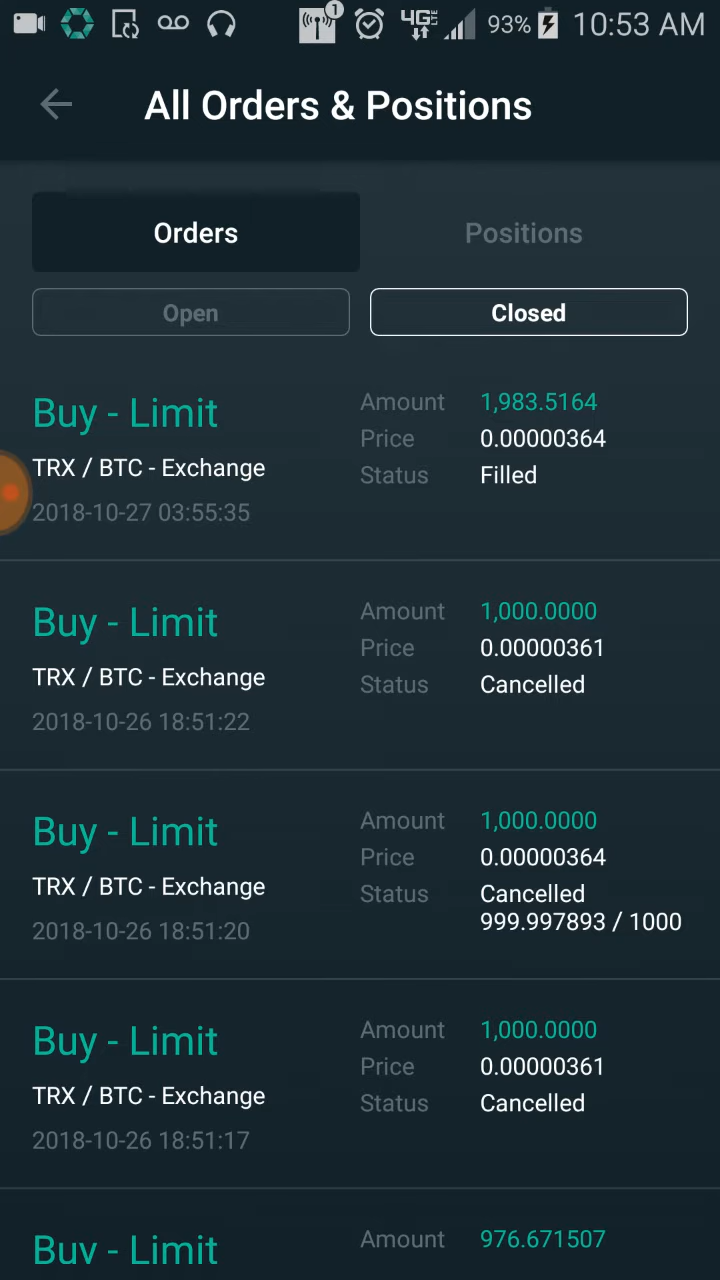 1
4G LTE
93%
10:53 AM
All Orders & Positions
Orders
Positions
Open
Closed
Buy - Limit
Amount 1,983.5164
Price 0.00000364
TRX / BTC - Exchange
Status Filled
2018-10-27 03:55:35
Buy - Limit
Amount 1,000.0000
Price 0.00000361
TRX / BTC - Exchange
Status Cancelled
2018-10-26 18:51:22
Buy - Limit
Amount 1,000.0000
Price 0.00000364
TRX / BTC - Exchange
Status Cancelled
999.997893 / 1000
2018-10-26 18:51:20
Buy - Limit
Amount 1,000.0000
Price 0.00000361
TRX / BTC - Exchange
Status Cancelled
2018-10-26 18:51:17
Buy - Limit
Amount 976.671507